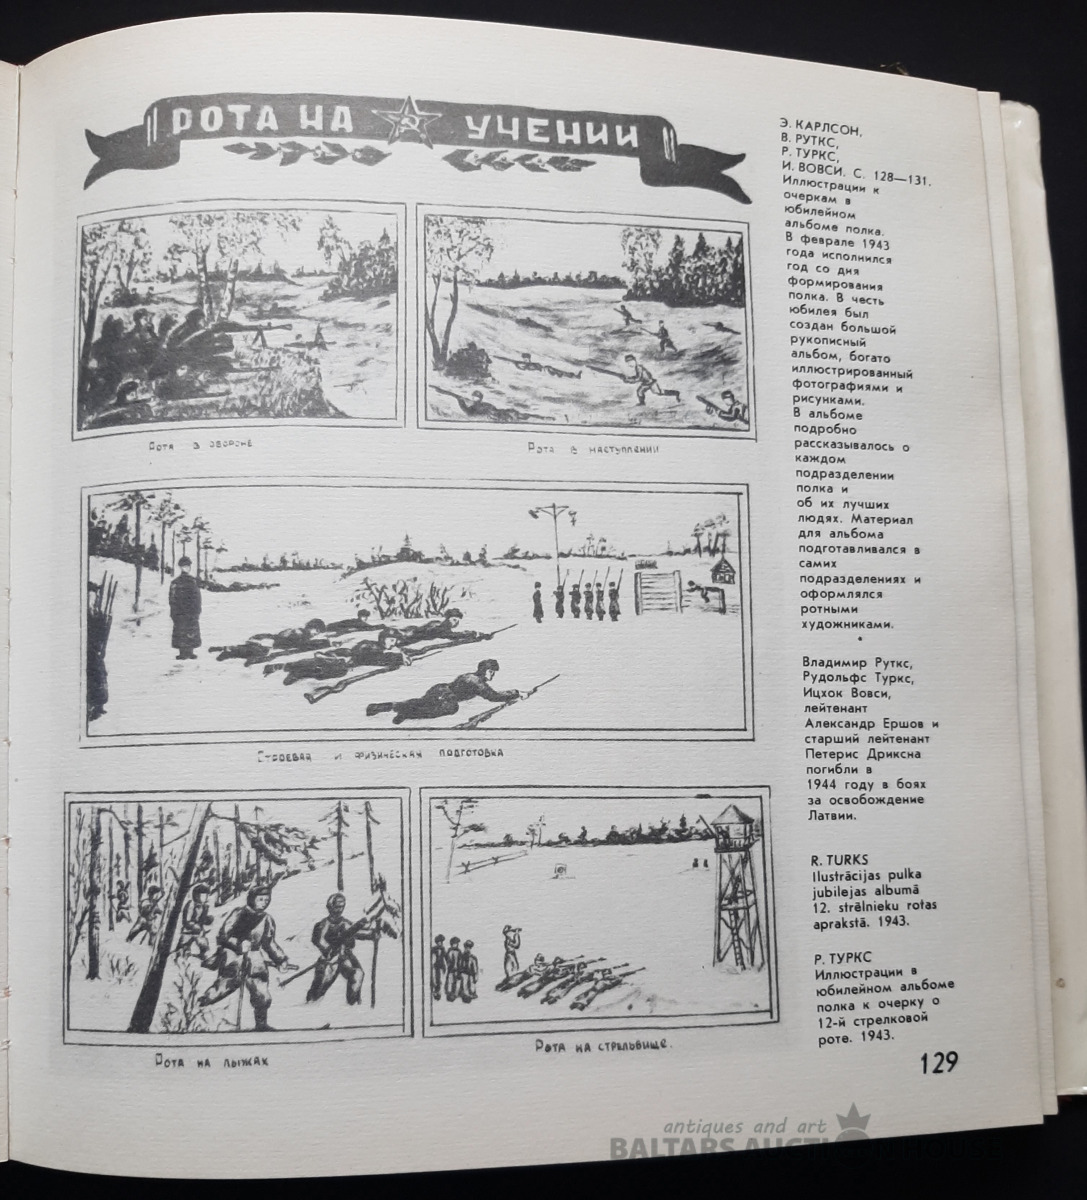 РОТА НА УЧЕНИИ
Рота в обороне
Рота в наступлении
Строевая и физическая подготовка
Рота на лыжах
Рота на стрельбище.
Э. КАРЛСОН,
В. РУТКС,
Р. ТУРКС,
И. ВОВСИ. С. 128—131.
Иллюстрации к
очеркам в
юбилейном
альбоме полка.
В феврале 1943
года исполнился
год со дня
формирования
полка. В честь
юбилея был
создан большой
рукописный
альбом, богато
иллюстрированный
фотографиями и
рисунками.
В альбоме
подробно
рассказывалось о
каждом
подразделении
полка и
об их лучших
людях. Материал
для альбома
подготавливался в
самих
подразделениях и
оформлялся
ротными
художниками.
*
Владимир Руткс,
Рудольфс Туркс,
Ицхок Вовси,
лейтенант
Александр Ершов и
старший лейтенант
Петерис Дриксна
погибли в
1944 году в боях
за освобождение
Латвии.
R. TURKS
Ilustrācijas pulka
jubilejas albumā
12. strēlnieku rotas
aprakstā. 1943.
Р. ТУРКС
Иллюстрации в
юбилейном альбоме
полка к очерку о
12-й стрелковой
роте. 1943.
129
antiques and art
BALTARS AUCTION HOUSE